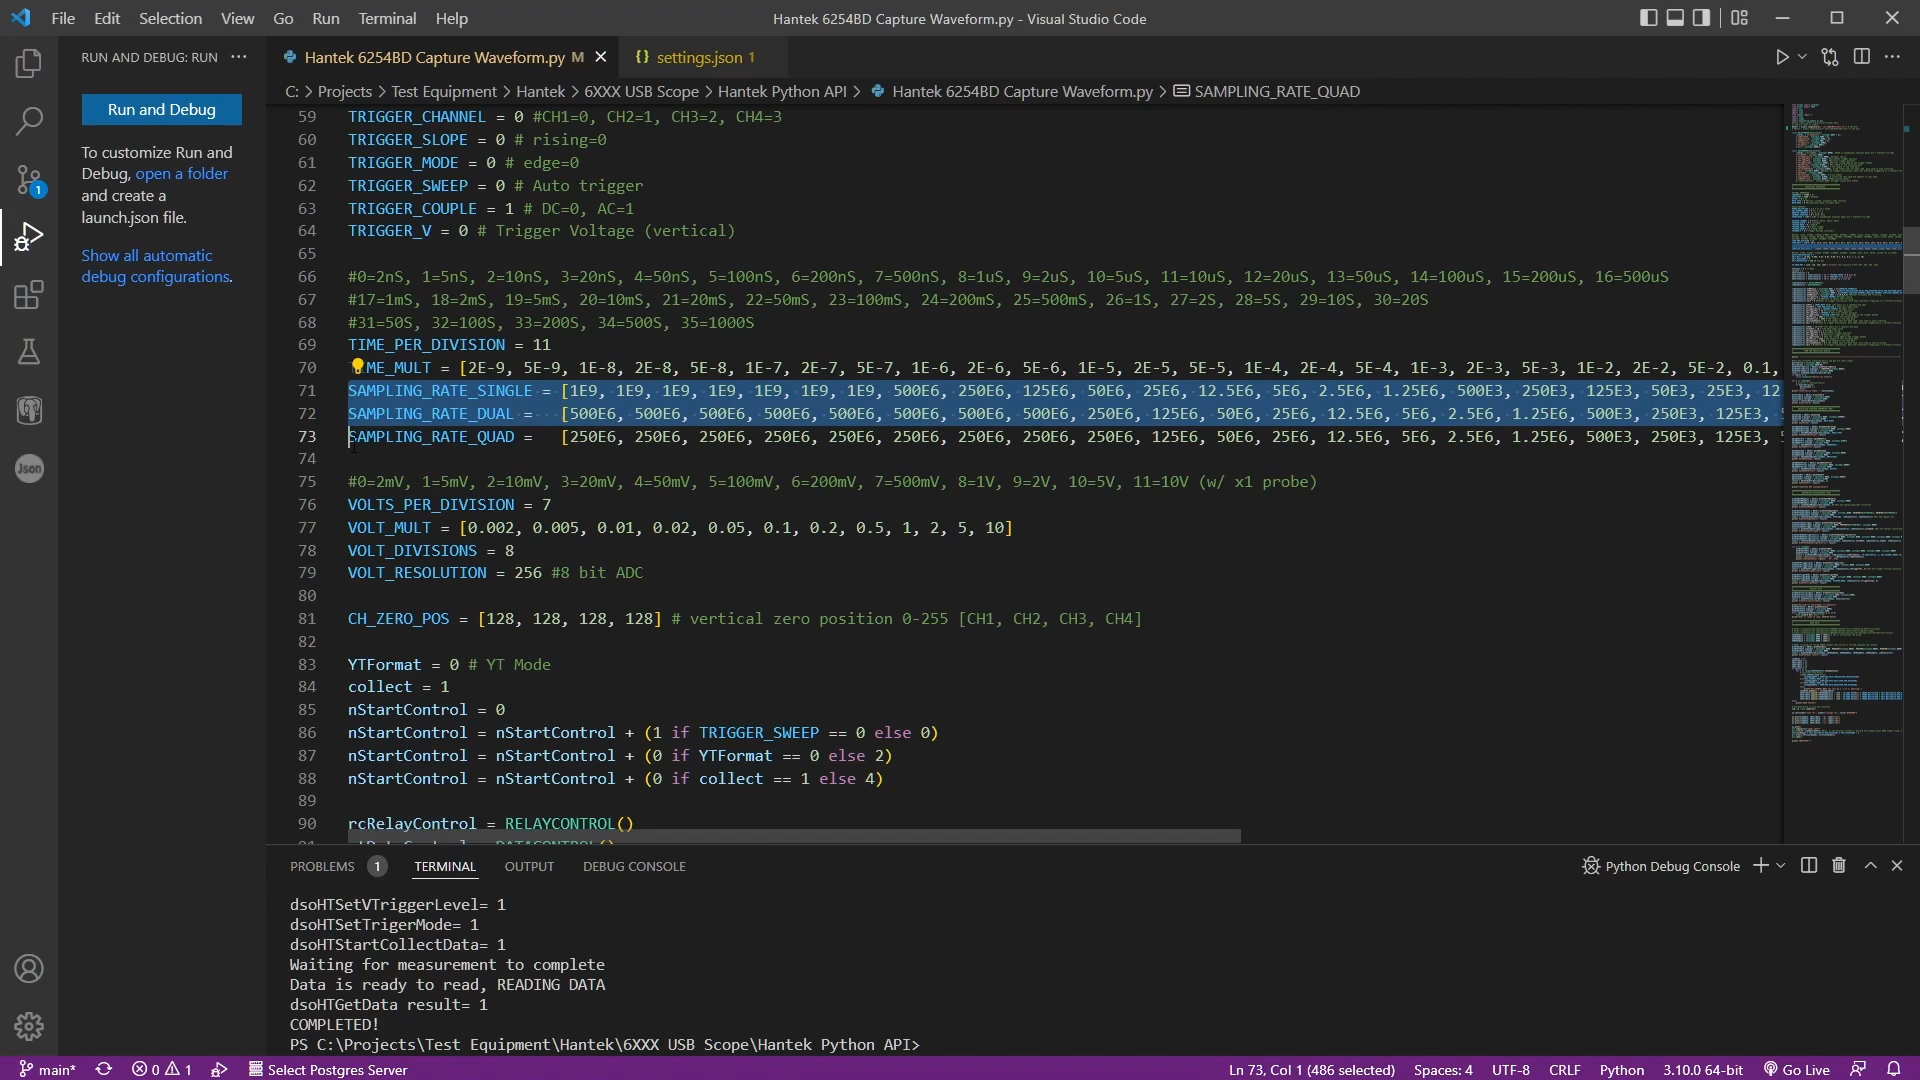 File Edit Selection View Go Run Terminal Help
Hantek 6254BD Capture Waveform.py - Visual Studio Code
RUN AND DEBUG: RUN ···
Hantek 6254BD Capture Waveform.py M
{} settings.json 1
C: > Projects > Test Equipment > Hantek > 6XXX USB Scope > Hantek Python API > Hantek 6254BD Capture Waveform.py > SAMPLING_RATE_QUAD
Run and Debug
To customize Run and
Debug, open a folder
and create a
launch.json file.
Show all automatic
debug configurations.
1
Json
59 TRIGGER_CHANNEL = 0 #CH1=0, CH2=1, CH3=2, CH4=3
60 TRIGGER_SLOPE = 0 # rising=0
61 TRIGGER_MODE = 0 # edge=0
62 TRIGGER_SWEEP = 0 # Auto trigger
63 TRIGGER_COUPLE = 1 # DC=0, AC=1
64 TRIGGER_V = 0 # Trigger Voltage (vertical)
65
66 #0=2nS, 1=5nS, 2=10nS, 3=20nS, 4=50nS, 5=100nS, 6=200nS, 7=500nS, 8=1uS, 9=2uS, 10=5uS, 11=10uS, 12=20uS, 13=50uS, 14=100uS, 15=200uS, 16=500uS
67 #17=1mS, 18=2mS, 19=5mS, 20=10mS, 21=20mS, 22=50mS, 23=100mS, 24=200mS, 25=500mS, 26=1S, 27=2S, 28=5S, 29=10S, 30=20S
68 #31=50S, 32=100S, 33=200S, 34=500S, 35=1000S
69 TIME_PER_DIVISION = 11
70 ME_MULT = [2E-9, 5E-9, 1E-8, 2E-8, 5E-8, 1E-7, 2E-7, 5E-7, 1E-6, 2E-6, 5E-6, 1E-5, 2E-5, 5E-5, 1E-4, 2E-4, 5E-4, 1E-3, 2E-3, 5E-3, 1E-2, 2E-2, 5E-2, 0.1,
71 SAMPLING_RATE_SINGLE = [1E9, 1E9, 1E9, 1E9, 1E9, 1E9, 1E9, 500E6, 250E6, 125E6, 50E6, 25E6, 12.5E6, 5E6, 2.5E6, 1.25E6, 500E3, 250E3, 125E3, 50E3, 25E3, 12
72 SAMPLING_RATE_DUAL = [500E6, 500E6, 500E6, 500E6, 500E6, 500E6, 500E6, 500E6, 250E6, 125E6, 50E6, 25E6, 12.5E6, 5E6, 2.5E6, 1.25E6, 500E3, 250E3, 125E3,
73 SAMPLING_RATE_QUAD = [250E6, 250E6, 250E6, 250E6, 250E6, 250E6, 250E6, 250E6, 250E6, 125E6, 50E6, 25E6, 12.5E6, 5E6, 2.5E6, 1.25E6, 500E3, 250E3, 125E3,
74
75 #0=2mV, 1=5mV, 2=10mV, 3=20mV, 4=50mV, 5=100mV, 6=200mV, 7=500mV, 8=1V, 9=2V, 10=5V, 11=10V (w/ x1 probe)
76 VOLTS_PER_DIVISION = 7
77 VOLT_MULT = [0.002, 0.005, 0.01, 0.02, 0.05, 0.1, 0.2, 0.5, 1, 2, 5, 10]
78 VOLT_DIVISIONS = 8
79 VOLT_RESOLUTION = 256 #8 bit ADC
80
81 CH_ZERO_POS = [128, 128, 128, 128] # vertical zero position 0-255 [CH1, CH2, CH3, CH4]
82
83 YTFormat = 0 # YT Mode
84 collect = 1
85 nStartControl = 0
86 nStartControl = nStartControl + (1 if TRIGGER_SWEEP == 0 else 0)
87 nStartControl = nStartControl + (0 if YTFormat == 0 else 2)
88 nStartControl = nStartControl + (0 if collect == 1 else 4)
89
90 rcRelayControl = RELAYCONTROL()
PROBLEMS 1 TERMINAL OUTPUT DEBUG CONSOLE
Python Debug Console
dsoHTSetVTriggerLevel= 1
dsoHTSetTrigerMode= 1
dsoHTStartCollectData= 1
Waiting for measurement to complete
Data is ready to read, READING DATA
dsoHTGetData result= 1
COMPLETED!
PS C:\Projects\Test Equipment\Hantek\6XXX USB Scope\Hantek Python API>
main* 0 1 Select Postgres Server
Ln 73, Col 1 (486 selected) Spaces: 4 UTF-8 CRLF Python 3.10.0 64-bit Go Live